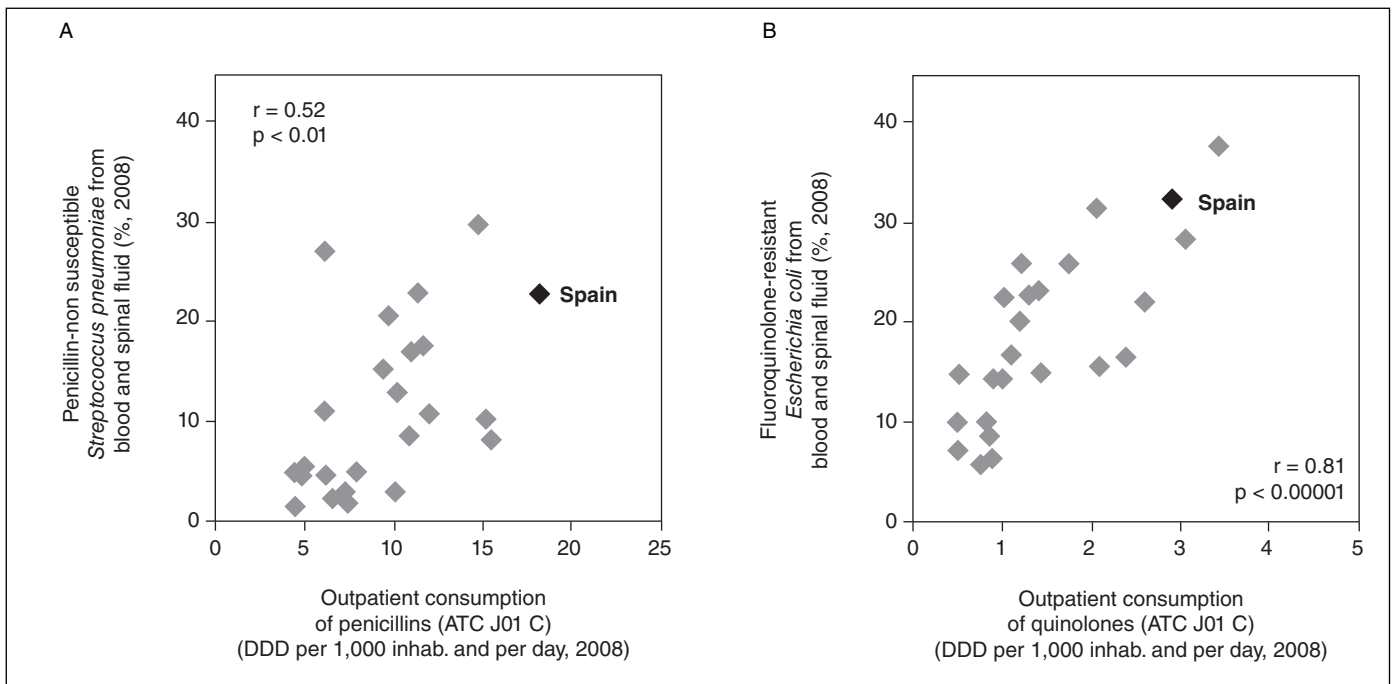 A
Penicillin-non susceptible
Streptococcus pneumoniae from
blood and spinal fluid (%, 2008)
40
30
20
10
0
r = 0.52
p < 0.01
Spain
0 5 10 15 20 25
Outpatient consumption
of penicillins (ATC J01 C)
(DDD per 1,000 inhab. and per day, 2008)
B
Fluoroquinolone-resistant
Escherichia coli from
blood and spinal fluid (%, 2008)
40
30
20
10
0
Spain
r = 0.81
p < 0.00001
0 1 2 3 4 5
Outpatient consumption
of quinolones (ATC J01 C)
(DDD per 1,000 inhab. and per day, 2008)